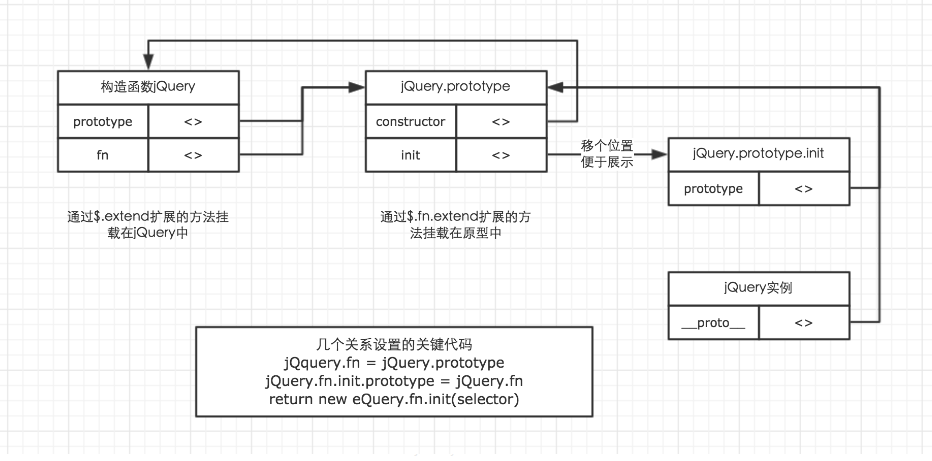 构造函数jQuery
prototype <>
fn <>
通过$.extend扩展的方法挂
载在jQuery中
jQuery.prototype
constructor <>
init <>
通过$.fn.extend扩展的方
法挂载在原型中
移个位置
便于展示
jQuery.prototype.init
prototype <>
jQuery实例
__proto__ <>
几个关系设置的关键代码
jQquery.fn = jQuery.prototype
jQuery.fn.init.prototype = jQuery.fn
return new eQuery.fn.init(selector)